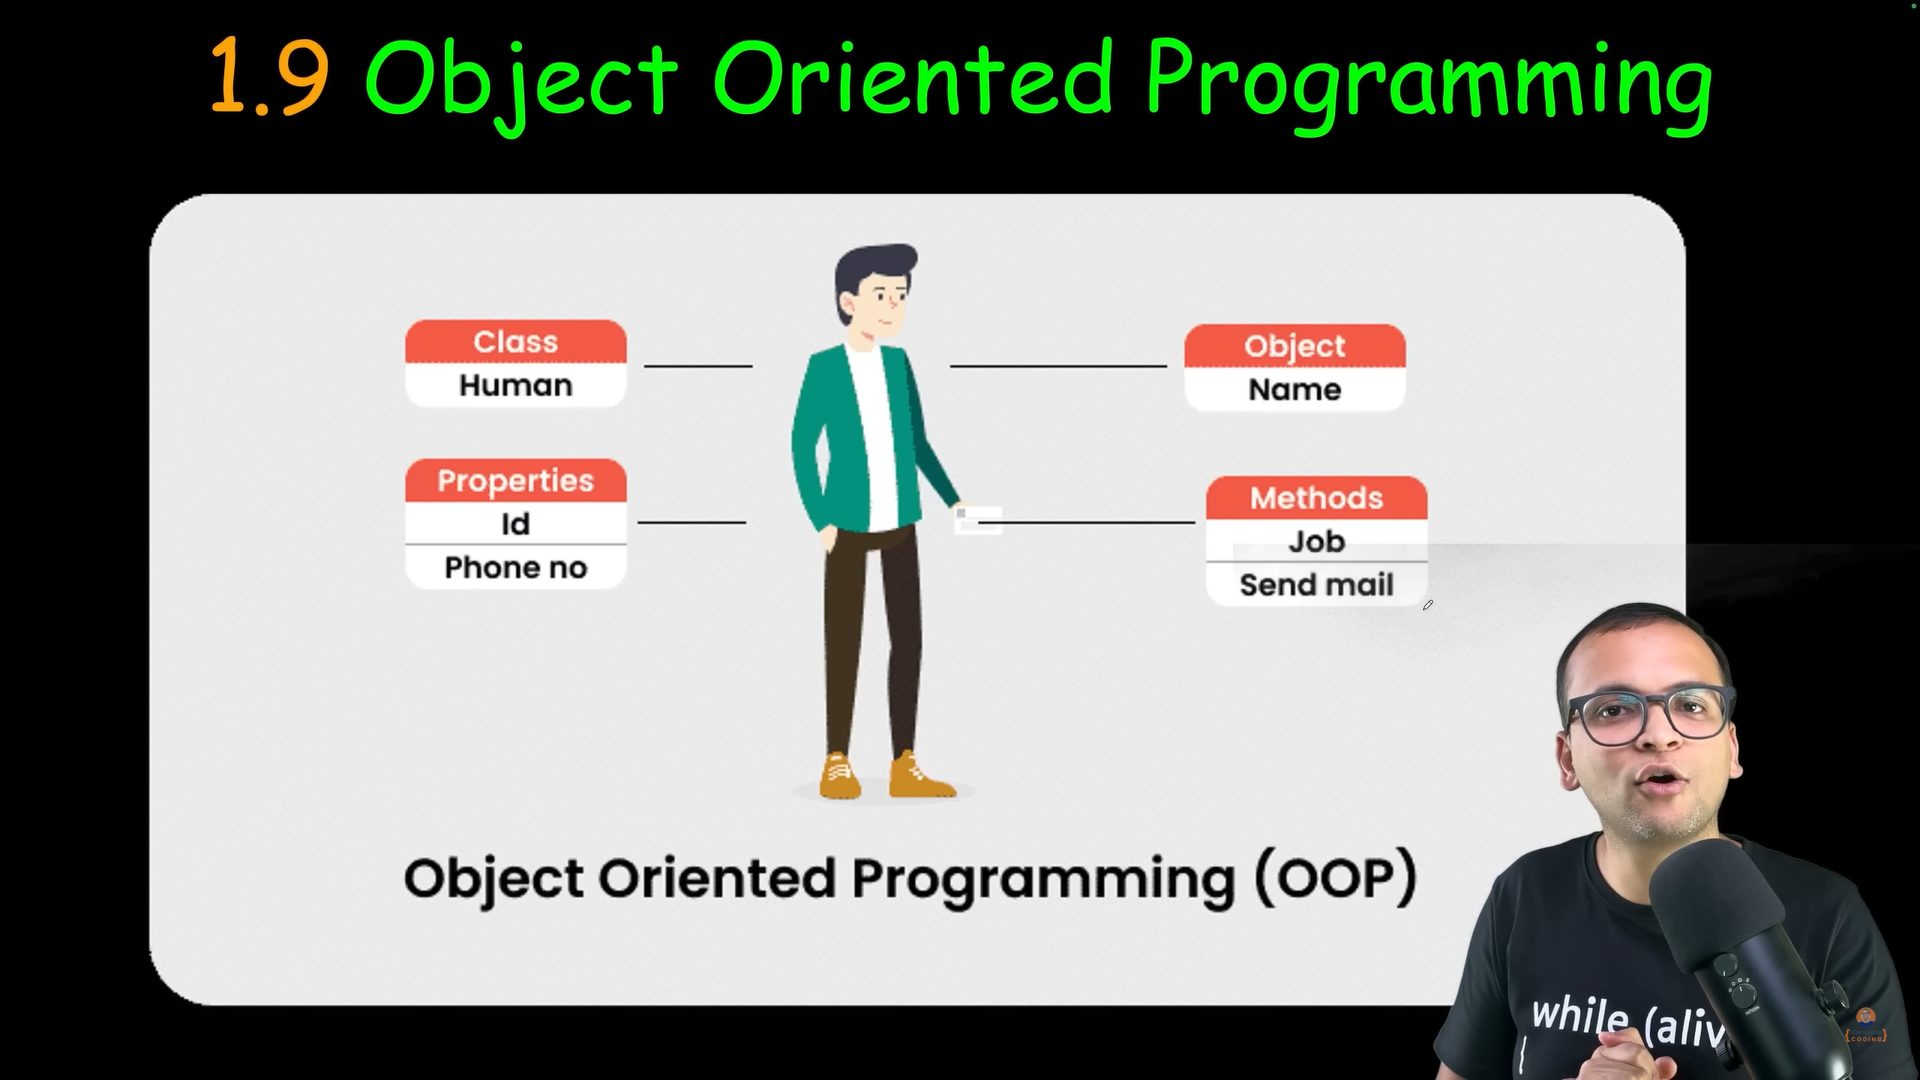 1.9 Object Oriented Programming
Class
Human
Object
Name
Properties
Id
Phone no
Methods
Job
Send mail
Object Oriented Programming (OOP)
while (aliv
{
CODING